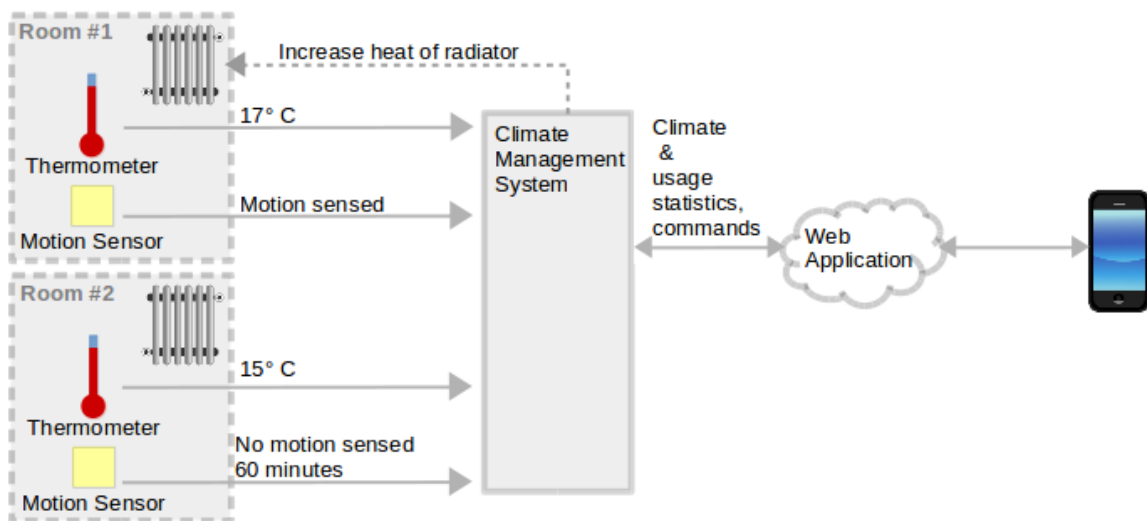 Room #1
Increase heat of radiator
17° C
Thermometer
Motion sensed
Motion Sensor
Climate
Management
System
Climate
&
usage
statistics,
commands
Web
Application
Room #2
15° C
Thermometer
No motion sensed
60 minutes
Motion Sensor